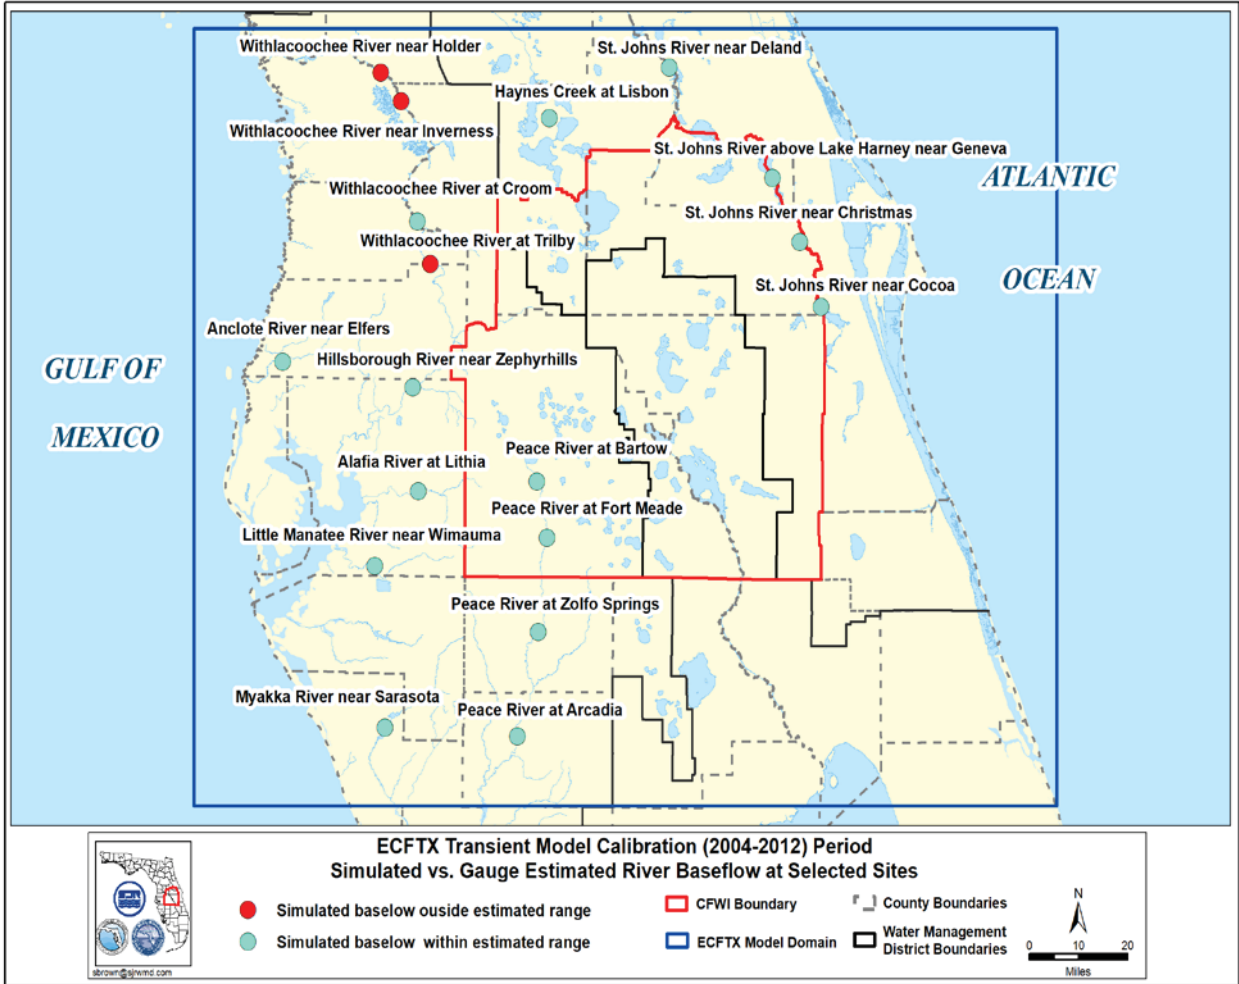 Withlacoochee River near Holder
St. Johns River near Deland
Haynes Creek at Lisbon
Withlacoochee River near Inverness
St. Johns River above Lake Harney near Geneva
ATLANTIC
Withlacoochee River at Croom
St. Johns River near Christmas
Withlacoochee River at Trilby
OCEAN
St. Johns River near Cocoa
Anclote River near Elfers
Hillsborough River near Zephyrhills
GULF OF
MEXICO
Peace River at Bartow
Alafia River at Lithia
Peace River at Fort Meade
Little Manatee River near Wimauma
Peace River at Zolfo Springs
Myakka River near Sarasota
Peace River at Arcadia
ECFTX Transient Model Calibration (2004-2012) Period
Simulated vs. Gauge Estimated River Baseflow at Selected Sites
Simulated baselow ouside estimated range
Simulated baselow within estimated range
CFWI Boundary
ECFTX Model Domain
County Boundaries
Water Management
District Boundaries
N
0 10 20
Miles
sbrown@sjrwmd.com